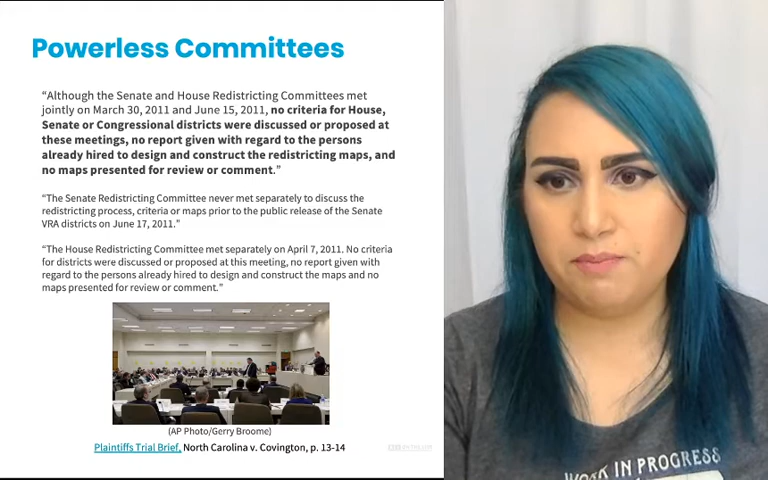 Powerless Committees
“Although the Senate and House Redistricting Committees met
jointly on March 30, 2011 and June 15, 2011, no criteria for House,
Senate or Congressional districts were discussed or proposed at
these meetings, no report given with regard to the persons
already hired to design and construct the redistricting maps, and
no maps presented for review or comment.”
“The Senate Redistricting Committee never met separately to discuss the
redistricting process, criteria or maps prior to the public release of the Senate
VRA districts on June 17, 2011.”
“The House Redistricting Committee met separately on April 7, 2011. No criteria
for districts were discussed or proposed at this meeting, no report given with
regard to the persons already hired to design and construct the maps and no
maps presented for review or comment.”
(AP Photo/Gerry Broome)
Plaintiffs Trial Brief, North Carolina v. Covington, p. 13-14
WORK IN PROGRESS